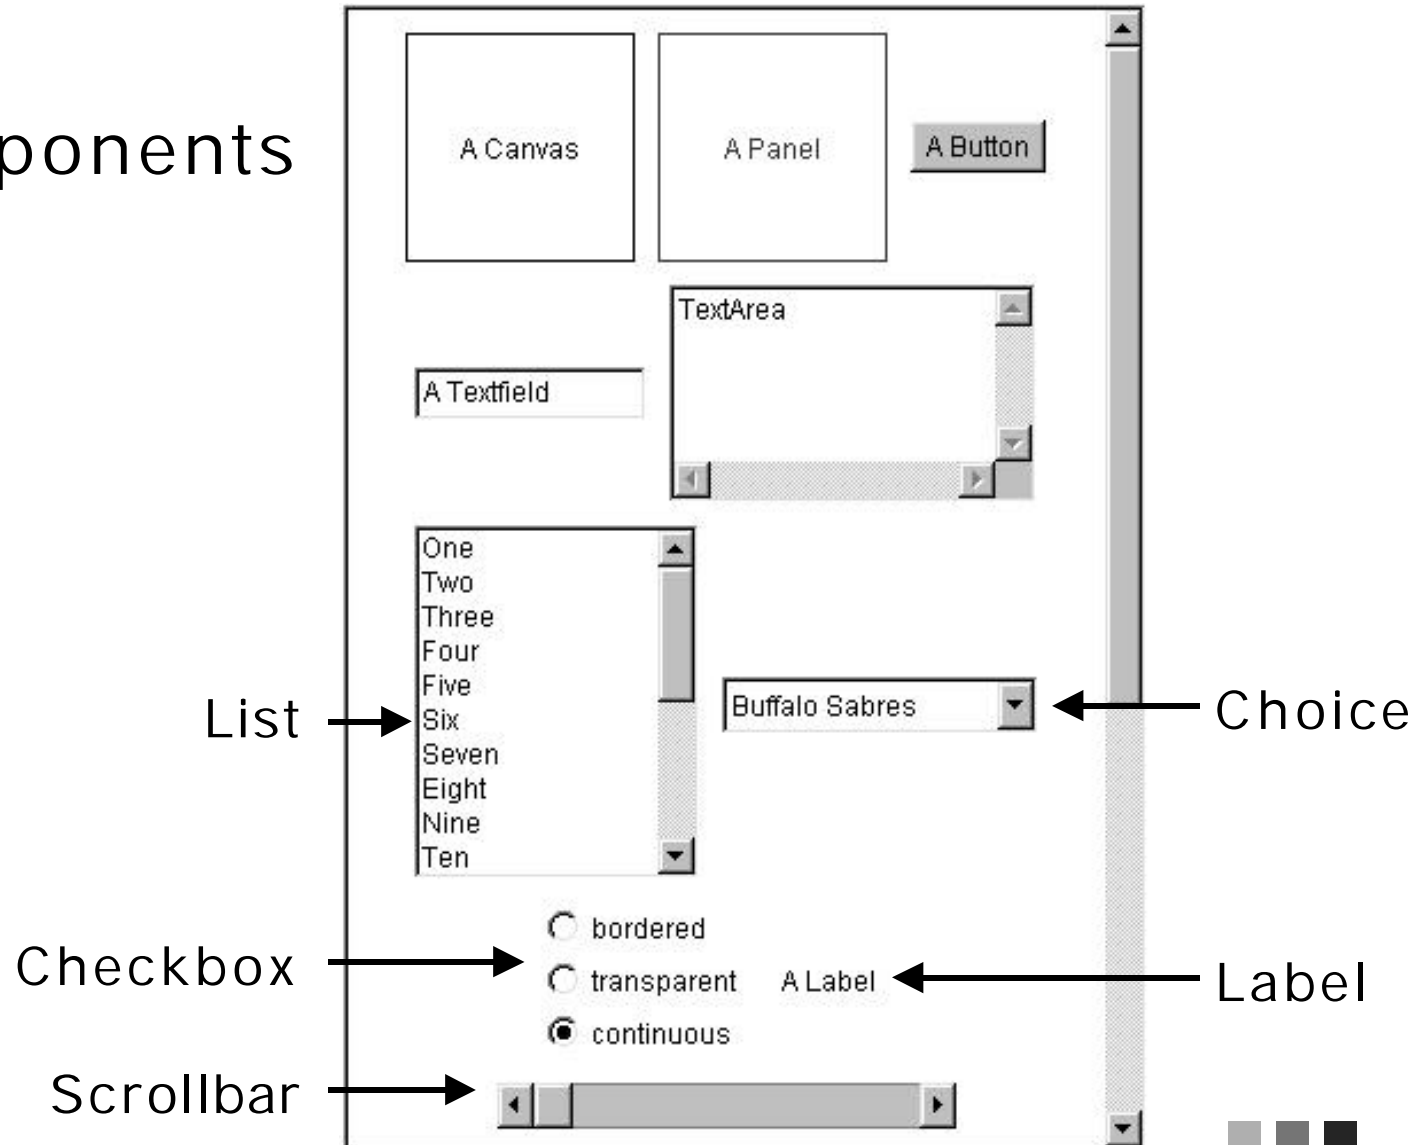 ponents
A Canvas
A Panel
A Button
TextArea
A Textfield
One
Two
Three
Four
Five
Six
Seven
Eight
Nine
Ten
List
Buffalo Sabres
Choice
bordered
Checkbox
transparent
A Label
Label
continuous
Scrollbar